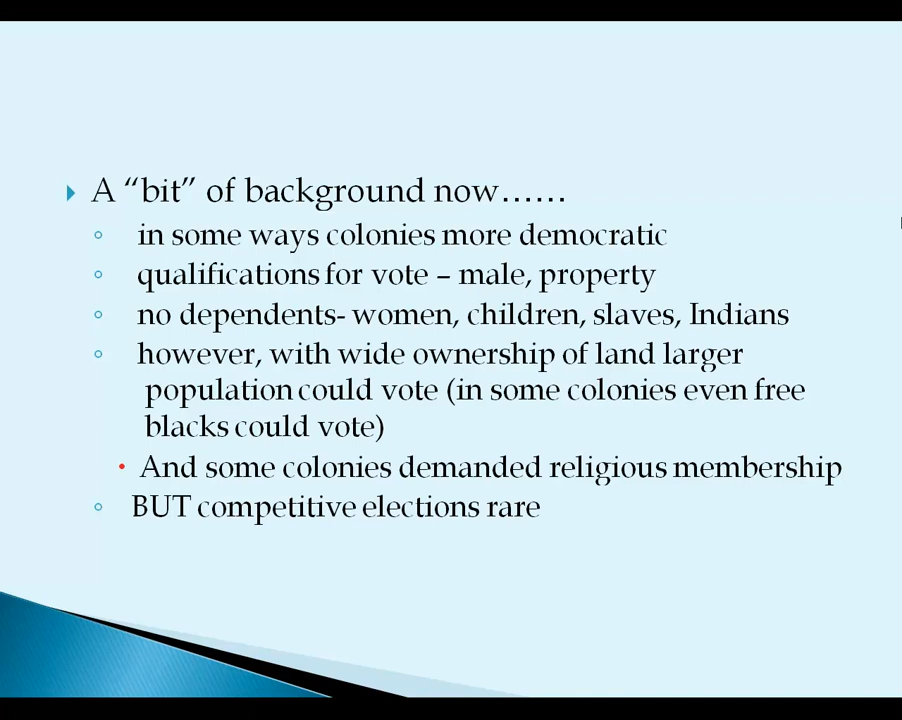 A “bit” of background now……
in some ways colonies more democratic
qualifications for vote – male, property
no dependents- women, children, slaves, Indians
however, with wide ownership of land larger
population could vote (in some colonies even free
blacks could vote)
And some colonies demanded religious membership
BUT competitive elections rare